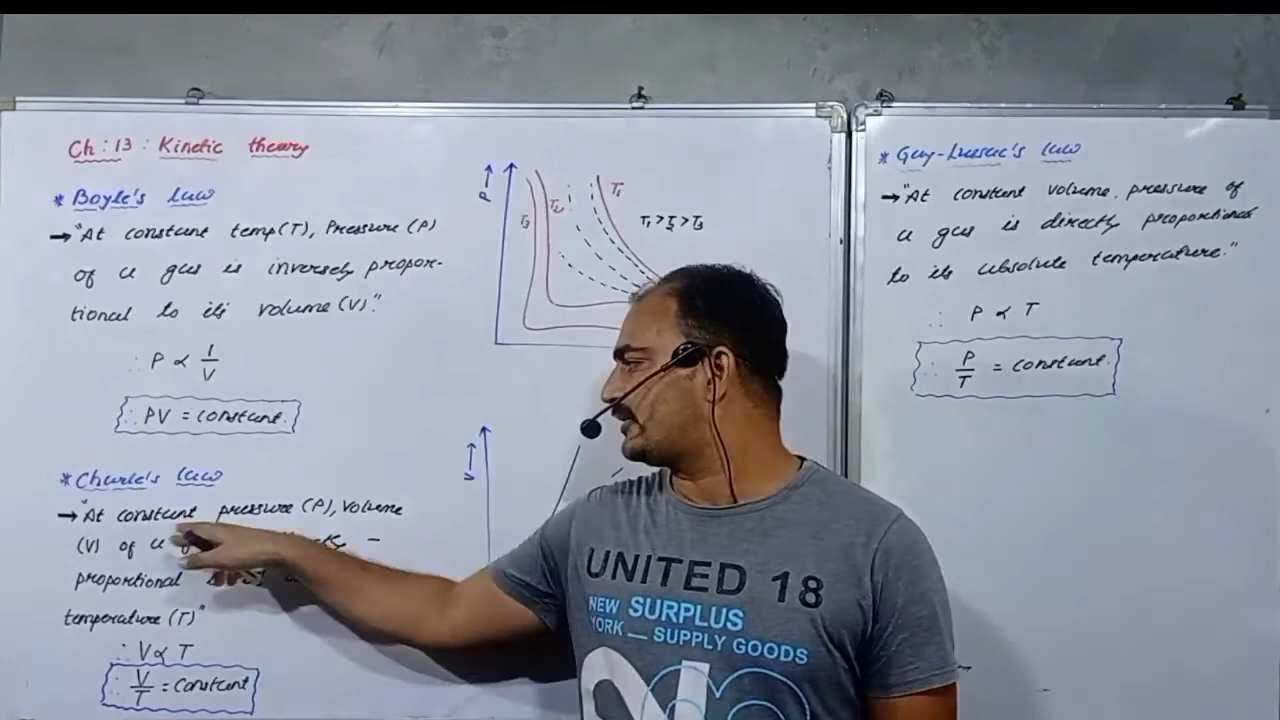 Ch : 13 : Kinetic theory
* Boyle's law
→ "At constant temp(T), Pressure (P)
of a gas is inversely propor-
tional to its volume (V)."
∴ P ∝ 1/V
∴ PV = constant.
* Charle's law
→ "At constant pressure (P), volume
(V) of a
proportional
temperature (T)"
∴ V ∝ T
∴ V/T = constant
P →
T3
T2
T1
T1 > T2 > T3
V →
* Gay-Lussac's law
→ "At constant volume, pressure of
a gas is directly proportional
to its absolute temperature."
∴ P ∝ T
∴ P/T = constant.
UNITED 18
NEW SURPLUS
YORK __ SUPPLY GOODS